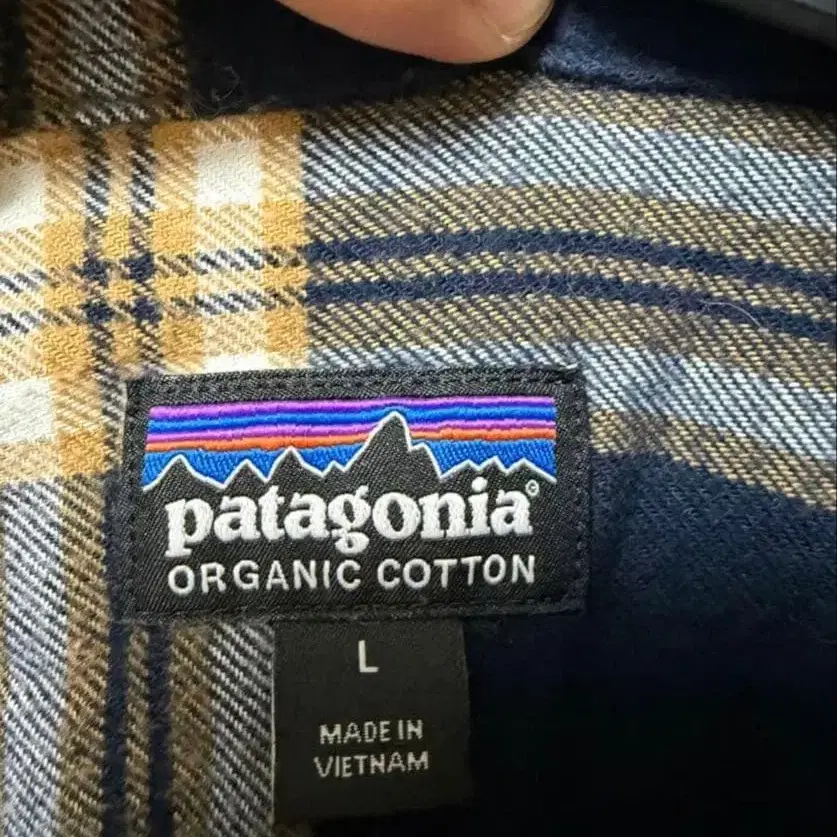 patagonia®
ORGANIC COTTON
L
MADE IN
VIETNAM